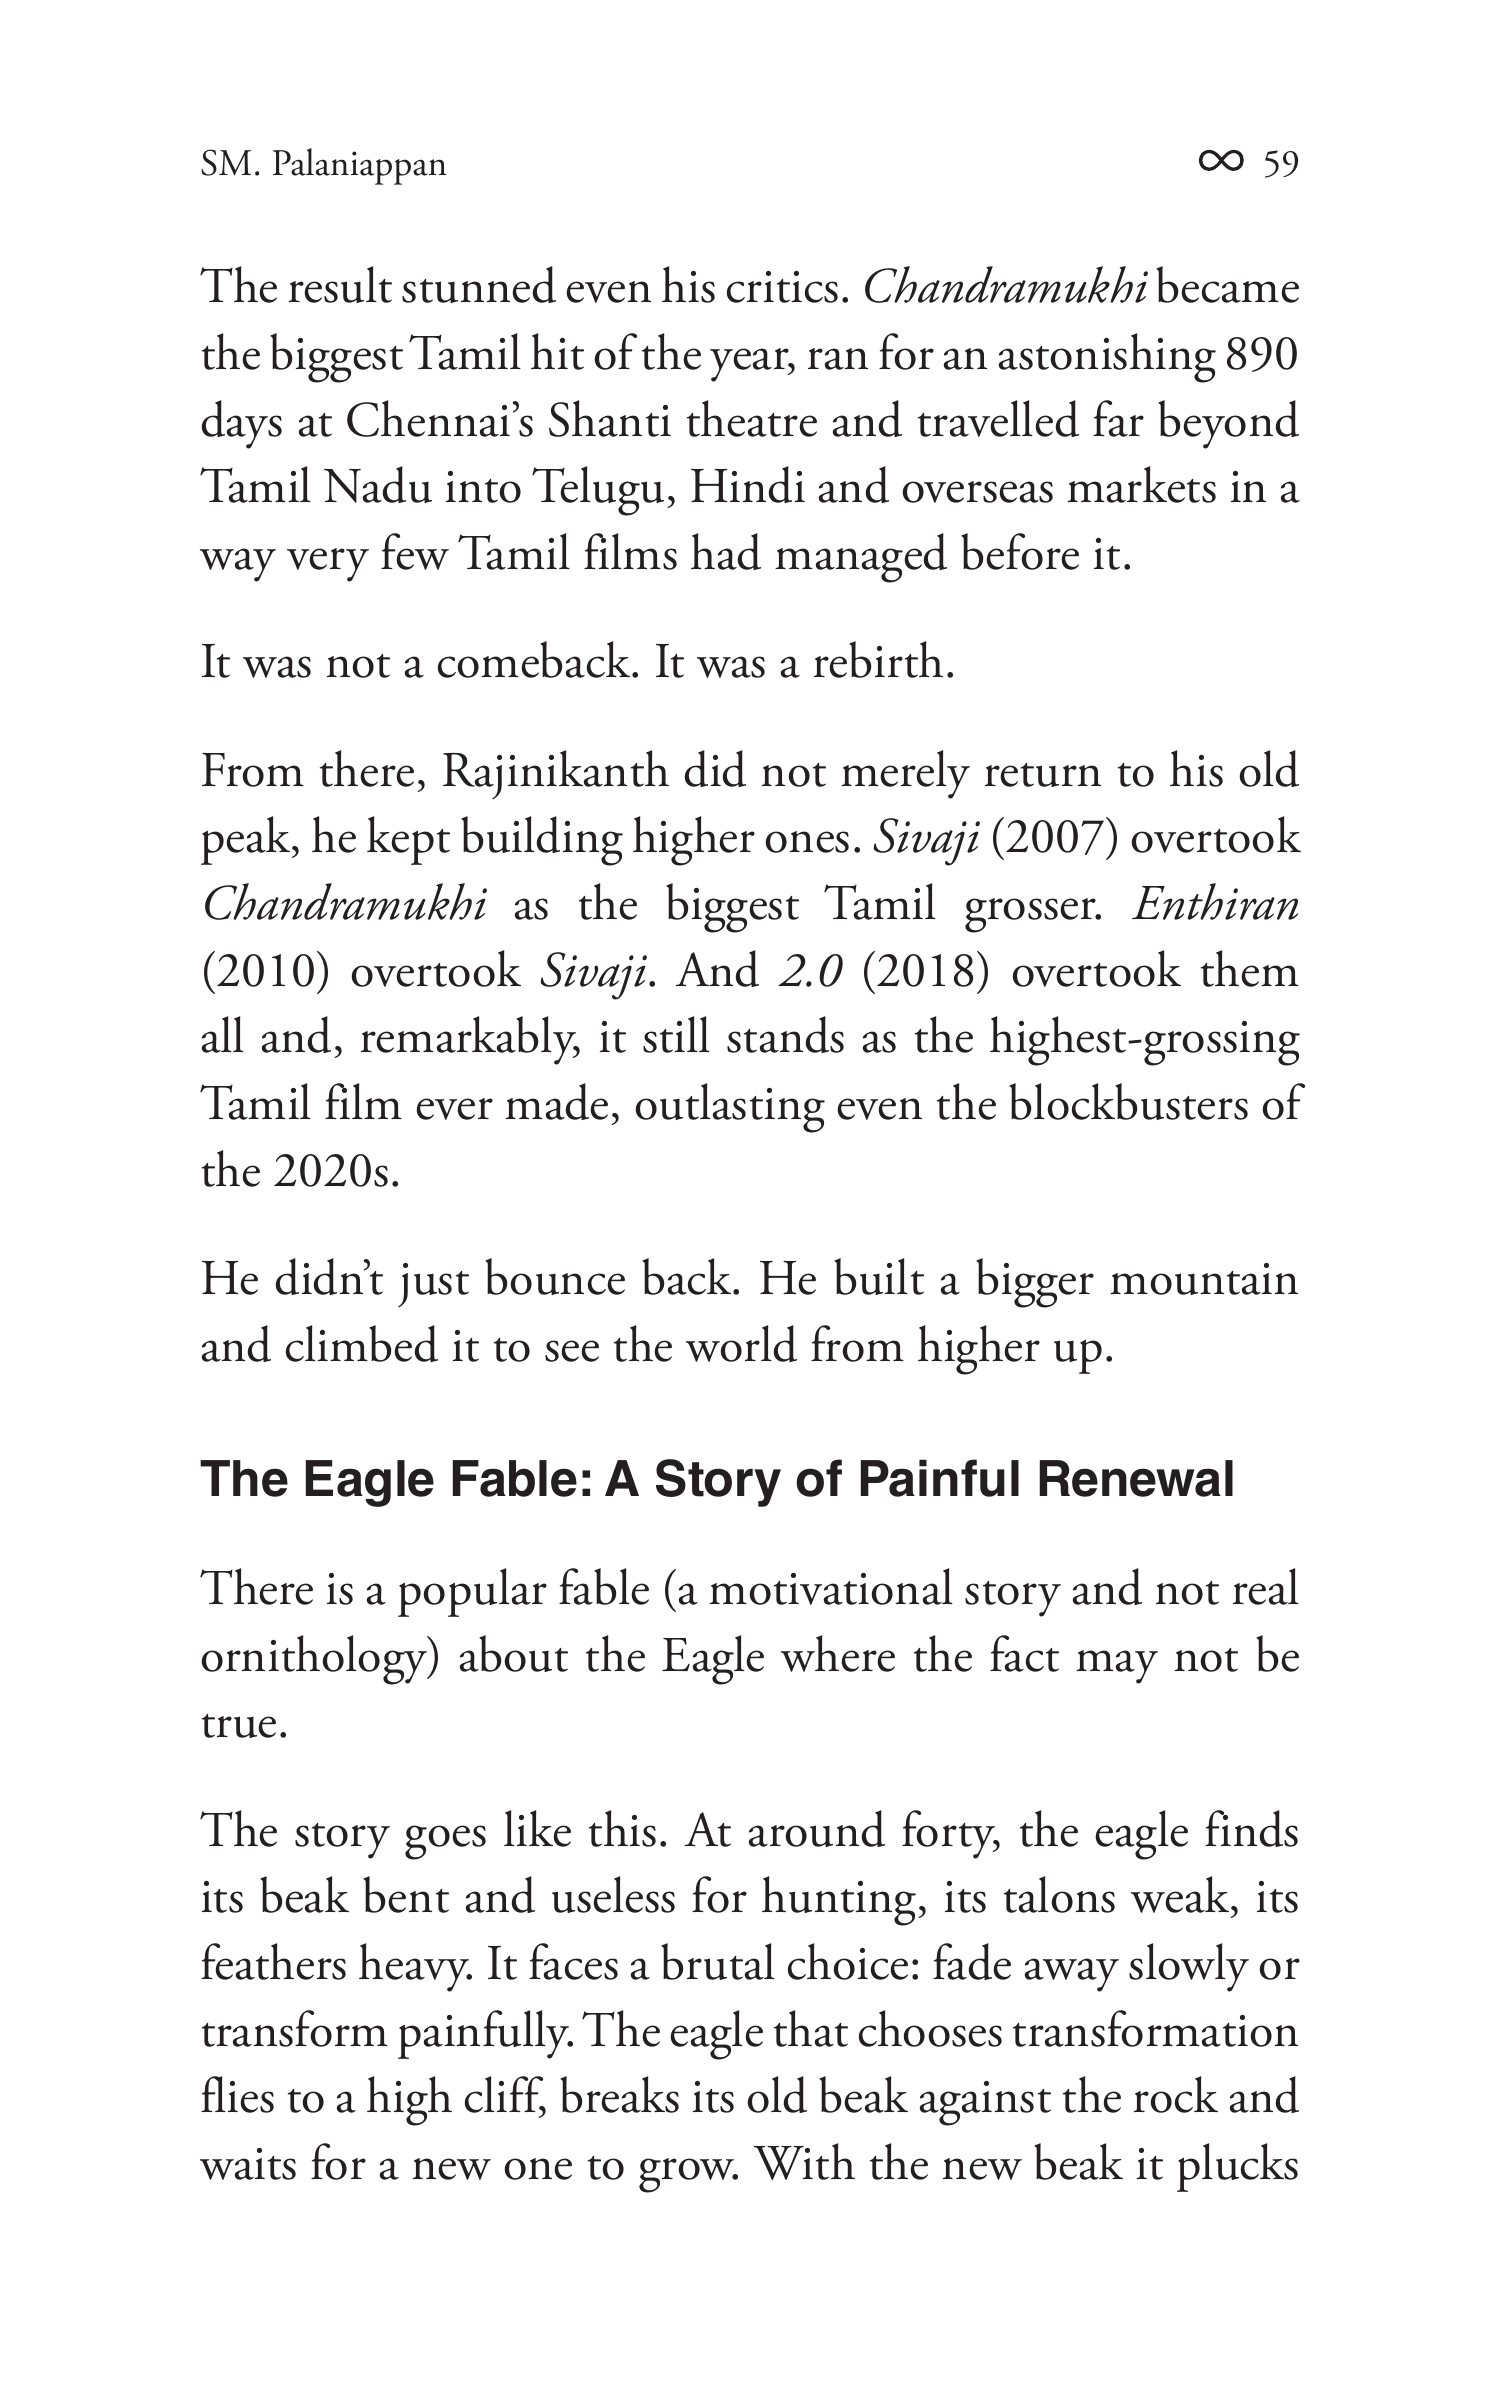 SM. Palaniappan ∞ 59
The result stunned even his critics. Chandramukhi became
the biggest Tamil hit of the year, ran for an astonishing 890
days at Chennai’s Shanti theatre and travelled far beyond
Tamil Nadu into Telugu, Hindi and overseas markets in a
way very few Tamil films had managed before it.
It was not a comeback. It was a rebirth.
From there, Rajinikanth did not merely return to his old
peak, he kept building higher ones. Sivaji (2007) overtook
Chandramukhi as the biggest Tamil grosser. Enthiran
(2010) overtook Sivaji. And 2.0 (2018) overtook them
all and, remarkably, it still stands as the highest-grossing
Tamil film ever made, outlasting even the blockbusters of
the 2020s.
He didn’t just bounce back. He built a bigger mountain
and climbed it to see the world from higher up.
The Eagle Fable: A Story of Painful Renewal
There is a popular fable (a motivational story and not real
ornithology) about the Eagle where the fact may not be
true.
The story goes like this. At around forty, the eagle finds
its beak bent and useless for hunting, its talons weak, its
feathers heavy. It faces a brutal choice: fade away slowly or
transform painfully. The eagle that chooses transformation
flies to a high cliff, breaks its old beak against the rock and
waits for a new one to grow. With the new beak it plucks